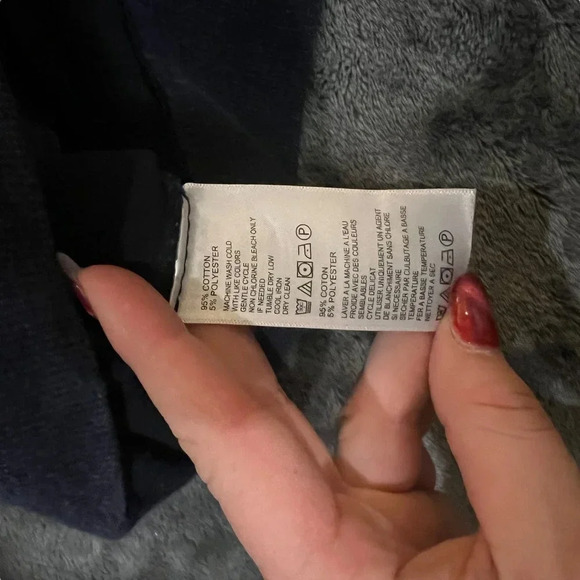 95% COTTON
5% POLYESTER
MACHINE WASH COLD
WITH LIKE COLORS
GENTLE CYCLE
NON CHLORINE BLEACH ONLY
IF NEEDED
TUMBLE DRY LOW
COOL IRON
DRY CLEAN
95% COTTON
5% POLYESTER
LAVER A LA MACHINE A L'EAU
FROIDE AVEC DES COULEURS
SEMBLABLES
CYCLE DELICAT
UTILISER UNIQUEMENT UN AGENT
DE BLANCHIMENT SANS CHLORE
SI NECESSAIRE
SECHER PAR CULBUTAGE A BASSE
TEMPERATURE
FER A BASSE TEMPERATURE
NETTOYER A SEC